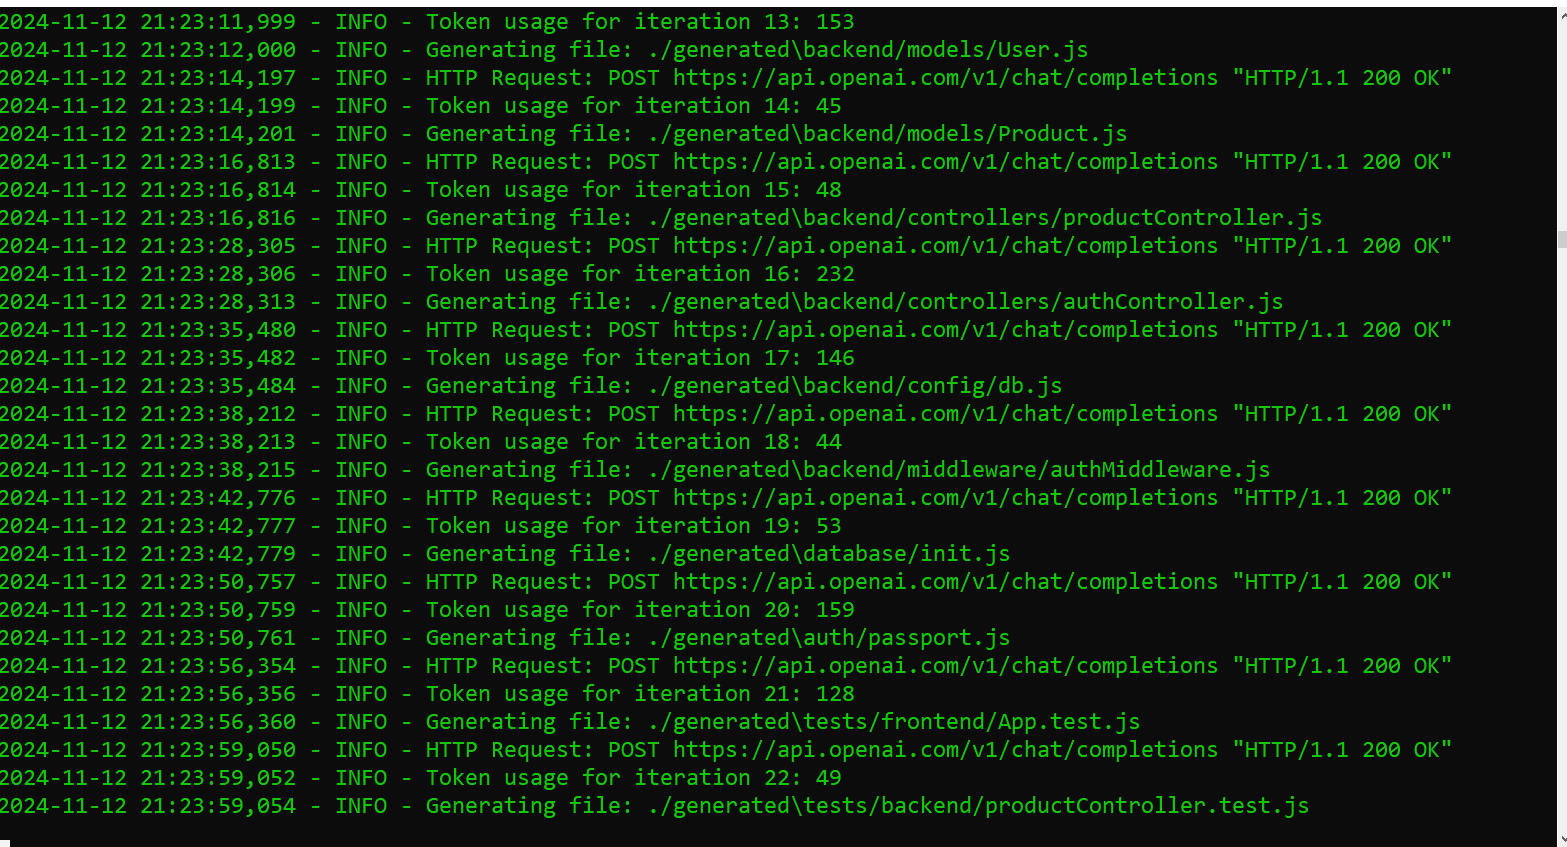 2024-11-12 21:23:11,999 - INFO - Token usage for iteration 13: 153
2024-11-12 21:23:12,000 - INFO - Generating file: ./generated\backend/models/User.js
2024-11-12 21:23:14,197 - INFO - HTTP Request: POST https://api.openai.com/v1/chat/completions "HTTP/1.1 200 OK"
2024-11-12 21:23:14,199 - INFO - Token usage for iteration 14: 45
2024-11-12 21:23:14,201 - INFO - Generating file: ./generated\backend/models/Product.js
2024-11-12 21:23:16,813 - INFO - HTTP Request: POST https://api.openai.com/v1/chat/completions "HTTP/1.1 200 OK"
2024-11-12 21:23:16,814 - INFO - Token usage for iteration 15: 48
2024-11-12 21:23:16,816 - INFO - Generating file: ./generated\backend/controllers/productController.js
2024-11-12 21:23:28,305 - INFO - HTTP Request: POST https://api.openai.com/v1/chat/completions "HTTP/1.1 200 OK"
2024-11-12 21:23:28,306 - INFO - Token usage for iteration 16: 232
2024-11-12 21:23:28,313 - INFO - Generating file: ./generated\backend/controllers/authController.js
2024-11-12 21:23:35,480 - INFO - HTTP Request: POST https://api.openai.com/v1/chat/completions "HTTP/1.1 200 OK"
2024-11-12 21:23:35,482 - INFO - Token usage for iteration 17: 146
2024-11-12 21:23:35,484 - INFO - Generating file: ./generated\backend/config/db.js
2024-11-12 21:23:38,212 - INFO - HTTP Request: POST https://api.openai.com/v1/chat/completions "HTTP/1.1 200 OK"
2024-11-12 21:23:38,213 - INFO - Token usage for iteration 18: 44
2024-11-12 21:23:38,215 - INFO - Generating file: ./generated\backend/middleware/authMiddleware.js
2024-11-12 21:23:42,776 - INFO - HTTP Request: POST https://api.openai.com/v1/chat/completions "HTTP/1.1 200 OK"
2024-11-12 21:23:42,777 - INFO - Token usage for iteration 19: 53
2024-11-12 21:23:42,779 - INFO - Generating file: ./generated\database/init.js
2024-11-12 21:23:50,757 - INFO - HTTP Request: POST https://api.openai.com/v1/chat/completions "HTTP/1.1 200 OK"
2024-11-12 21:23:50,759 - INFO - Token usage for iteration 20: 159
2024-11-12 21:23:50,761 - INFO - Generating file: ./generated\auth/passport.js
2024-11-12 21:23:56,354 - INFO - HTTP Request: POST https://api.openai.com/v1/chat/completions "HTTP/1.1 200 OK"
2024-11-12 21:23:56,356 - INFO - Token usage for iteration 21: 128
2024-11-12 21:23:56,360 - INFO - Generating file: ./generated\tests/frontend/App.test.js
2024-11-12 21:23:59,050 - INFO - HTTP Request: POST https://api.openai.com/v1/chat/completions "HTTP/1.1 200 OK"
2024-11-12 21:23:59,052 - INFO - Token usage for iteration 22: 49
2024-11-12 21:23:59,054 - INFO - Generating file: ./generated\tests/backend/productController.test.js